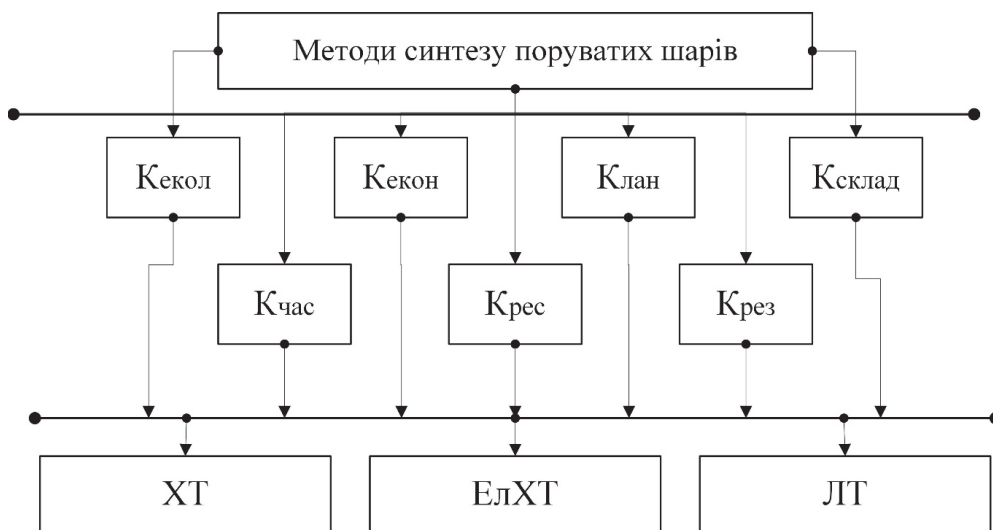 Методи синтезу поруватих шарів
Кекол
Кекон
Клан
Ксклад
Кчас
Крес
Крез
ХТ
ЕлХТ
ЛТ